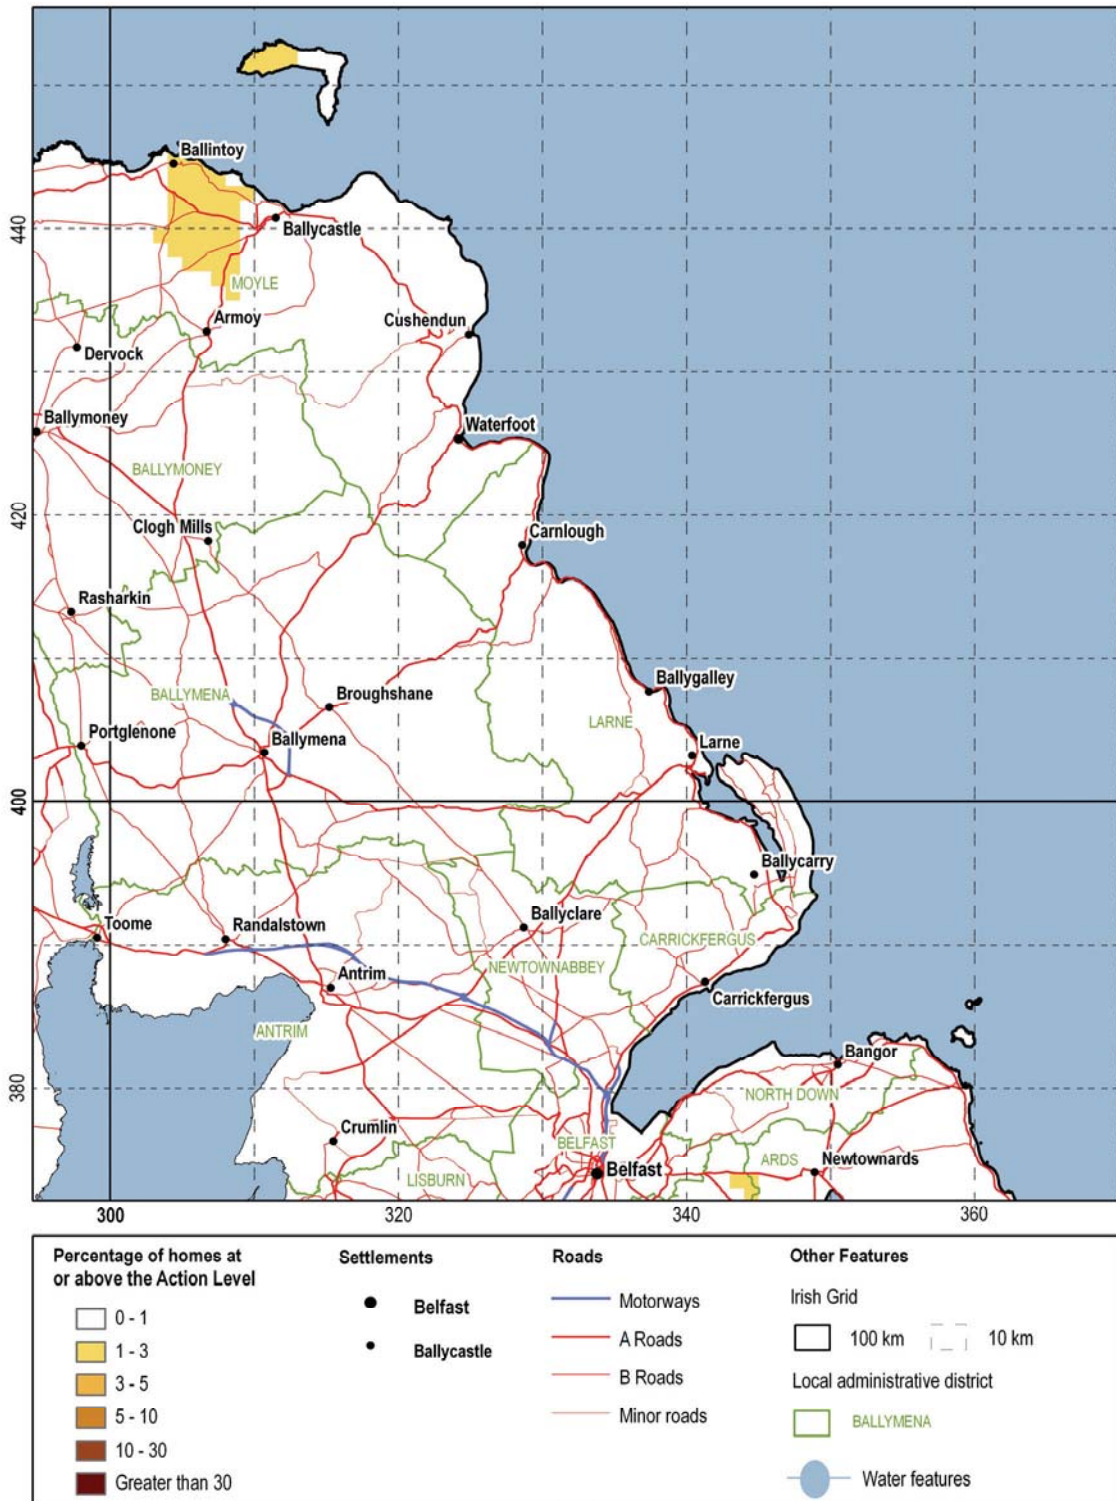 Ballintoy
440
Ballycastle
MOYLE
Armoy
Cushendun
Dervock
Ballymoney
Waterfoot
BALLYMONEY
420
Clogh Mills
Carnlough
Rasharkin
Ballygalley
BALLYMENA
Broughshane
LARNE
Portglenone
Ballymena
Larne
400
Ballycarry
Toome
Randalstown
Ballyclare
CARRICKFERGUS
NEWTOWNABBEY
Antrim
Carrickfergus
ANTRIM
Bangor
380
NORTH DOWN
Crumlin
BELFAST
ARDS
Newtownards
Belfast
LISBURN
300
320
340
360
Percentage of homes at
or above the Action Level
0 - 1
1 - 3
3 - 5
5 - 10
10 - 30
Greater than 30
Settlements
Belfast
Ballycastle
Roads
Motorways
A Roads
B Roads
Minor roads
Other Features
Irish Grid
100 km
10 km
Local administrative district
BALLYMENA
Water features